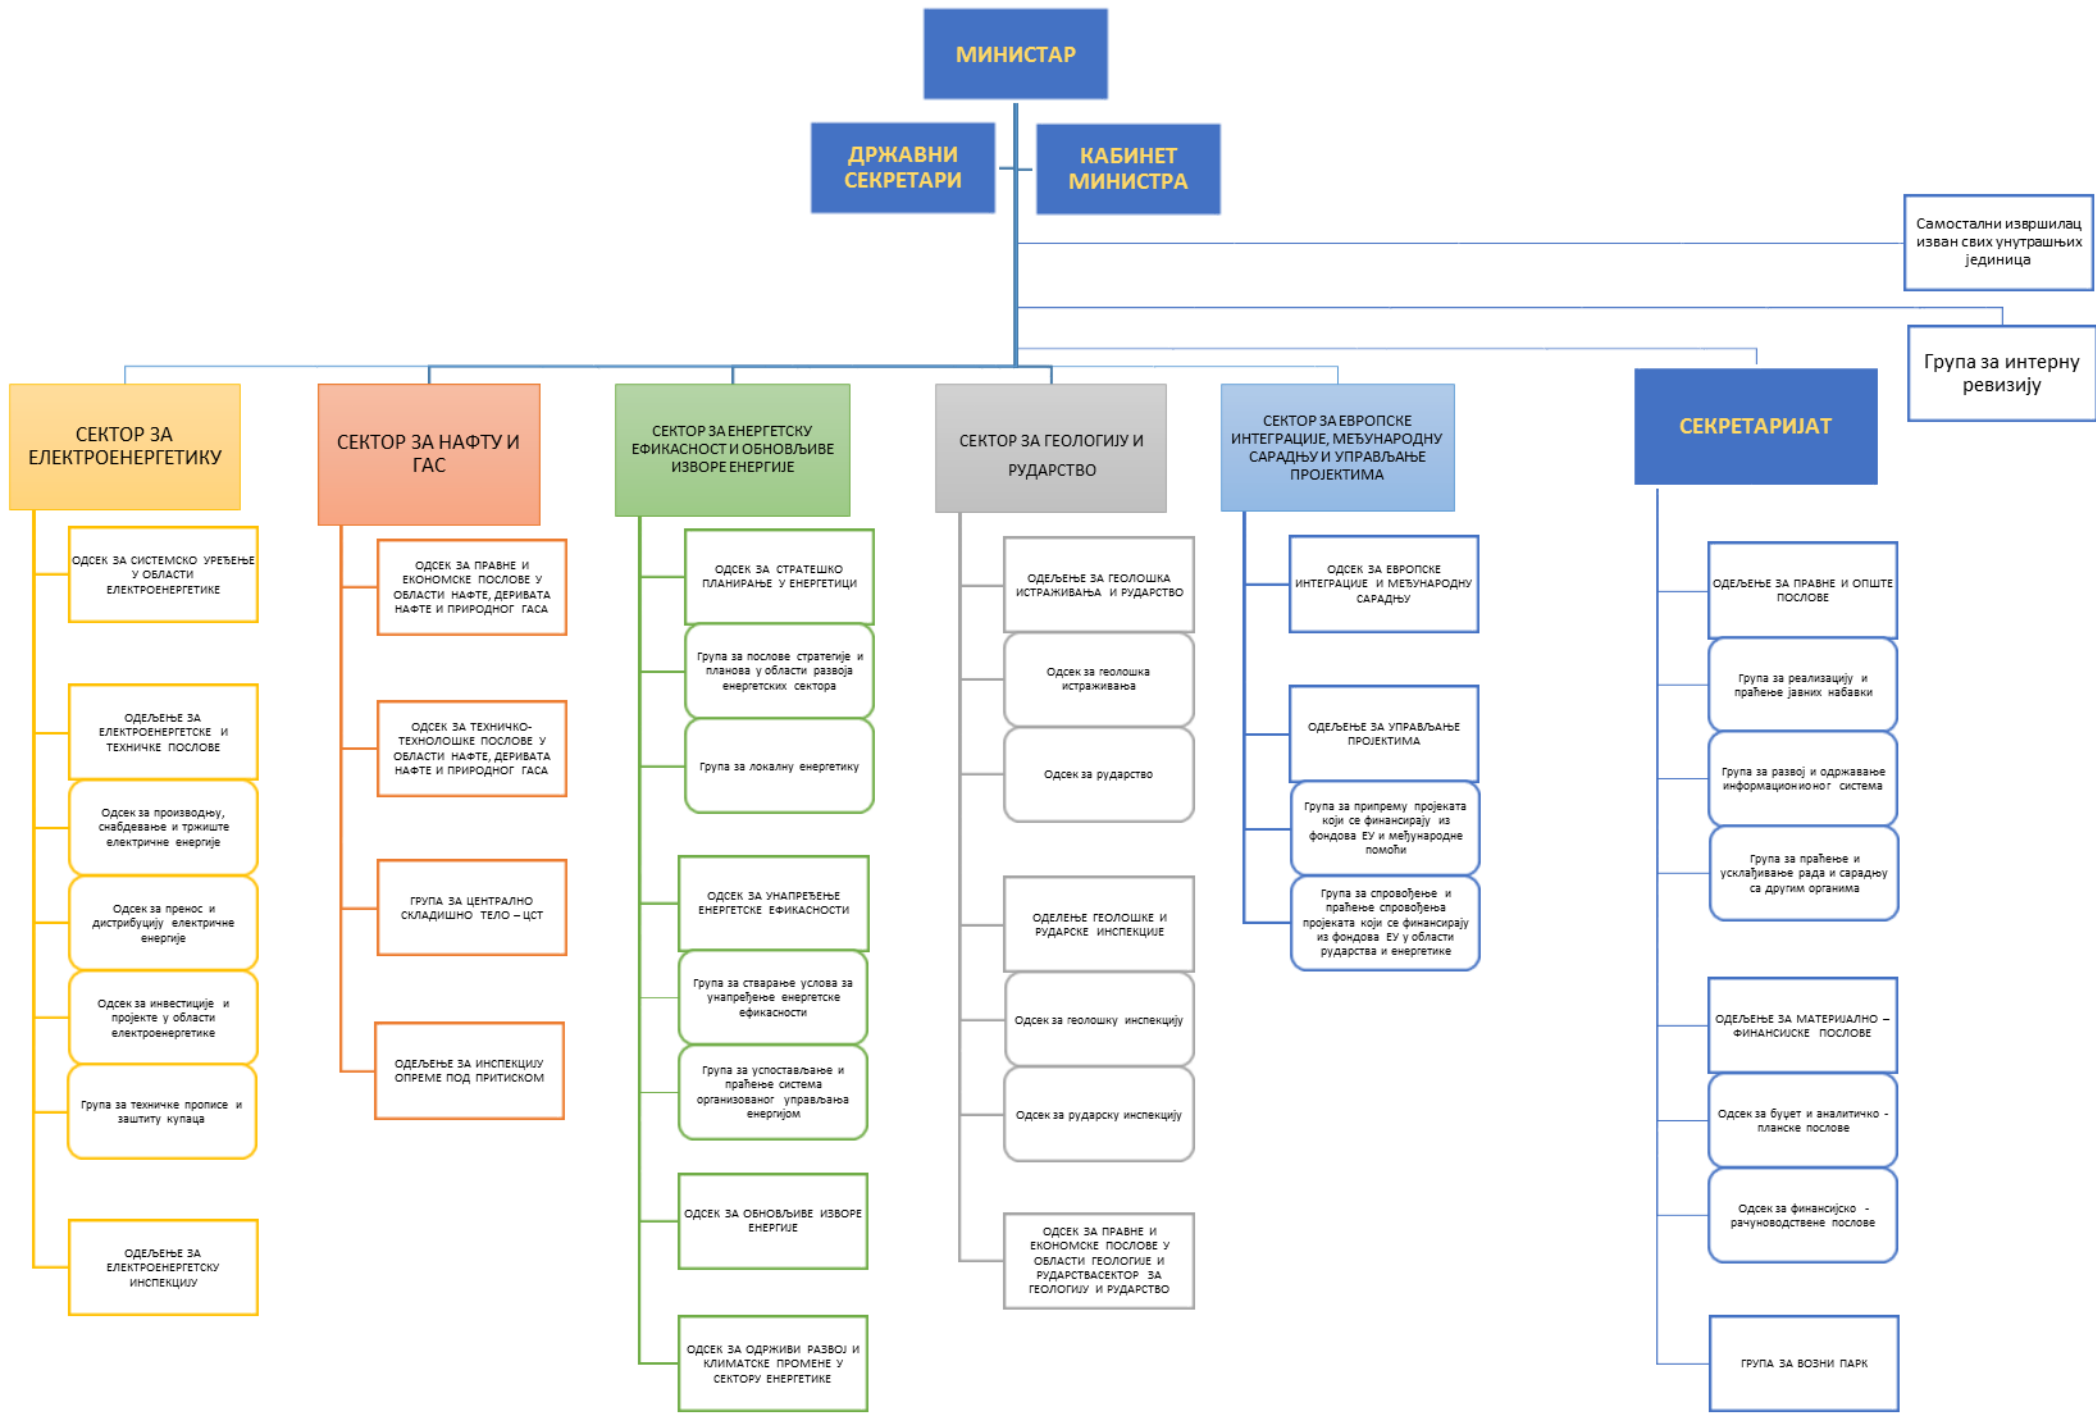 МИНИСТАР
ДРЖАВНИ
СЕКРЕТАРИ
КАБИНЕТ
МИНИСТРА
Самостални извршилац
изван свих унутрашњих
јединица
Група за интерну
ревизију
СЕКТОР ЗА
ЕЛЕКТРОЕНЕРГЕТИКУ
ОДСЕК ЗА СИСТЕМСКО УРЕЂЕЊЕ
У ОБЛАСТИ
ЕЛЕКТРОЕНЕРГЕТИКЕ
ОДЕЉЕЊЕ ЗА
ЕЛЕКТРОЕНЕРГЕТСКЕ И
ТЕХНИЧКЕ ПОСЛОВЕ
Одсек за производњу,
снабдевање и тржиште
електричне енергије
Одсек за пренос и
дистрибуцију електричне
енергије
Одсек за инвестиције и
пројекте у области
електроенергетике
Група за техничке прописе и
заштиту купаца
ОДЕЉЕЊЕ ЗА
ЕЛЕКТРОЕНЕРГЕТСКУ
ИНСПЕКЦИЈУ
СЕКТОР ЗА НАФТУ И
ГАС
ОДСЕК ЗА ПРАВНЕ И
ЕКОНОМСКЕ ПОСЛОВЕ У
ОБЛАСТИ НАФТЕ, ДЕРИВАТА
НАФТЕ И ПРИРОДНОГ ГАСА
ОДСЕК ЗА ТЕХНИЧКО-
ТЕХНОЛОШКЕ ПОСЛОВЕ У
ОБЛАСТИ НАФТЕ, ДЕРИВАТА
НАФТЕ И ПРИРОДНОГ ГАСА
ГРУПА ЗА ЦЕНТРАЛНО
СКЛАДИШНО ТЕЛО – ЦСТ
ОДЕЉЕЊЕ ЗА ИНСПЕКЦИЈУ
ОПРЕМЕ ПОД ПРИТИСКОМ
СЕКТОР ЗА ЕНЕРГЕТСКУ
ЕФИКАСНОСТ И ОБНОВЉИВЕ
ИЗВОРЕ ЕНЕРГИЈЕ
ОДСЕК ЗА СТРАТЕШКО
ПЛАНИРАЊЕ У ЕНЕРГЕТИЦИ
Група за послове стратегије и
планова у области развоја
енергетских сектора
Група за локалну енергетику
ОДСЕК ЗА УНАПРЕЂЕЊЕ
ЕНЕРГЕТСКЕ ЕФИКАСНОСТИ
Група за стварање услова за
унапређење енергетске
ефикасности
Група за успостављање и
праћење система
организованог управљања
енергијом
ОДСЕК ЗА ОБНОВЉИВЕ ИЗВОРЕ
ЕНЕРГИЈЕ
ОДСЕК ЗА ОДРЖИВИ РАЗВОЈ И
КЛИМАТСКЕ ПРОМЕНЕ У
СЕКТОРУ ЕНЕРГЕТИКЕ
СЕКТОР ЗА ГЕОЛОГИЈУ И
РУДАРСТВО
ОДЕЉЕЊЕ ЗА ГЕОЛОШКА
ИСТРАЖИВАЊА И РУДАРСТВО
Одсек за геолошка
истраживања
Одсек за рударство
ОДЕЛЕЊЕ ГЕОЛОШКЕ И
РУДАРСКЕ ИНСПЕКЦИЈЕ
Одсек за геолошку инспекцију
Одсек за рударску инспекцију
ОДСЕК ЗА ПРАВНЕ И
ЕКОНОМСКЕ ПОСЛОВЕ У
ОБЛАСТИ ГЕОЛОГИЈЕ И
РУДАРСТВАСЕКТОР ЗА
ГЕОЛОГИЈУ И РУДАРСТВО
СЕКТОР ЗА ЕВРОПСКЕ
ИНТЕГРАЦИЈЕ, МЕЂУНАРОДНУ
САРАДЊУ И УПРАВЉАЊЕ
ПРОЈЕКТИМА
ОДСЕК ЗА ЕВРОПСКЕ
ИНТЕГРАЦИЈЕ И МЕЂУНАРОДНУ
САРАДЊУ
ОДЕЉЕЊЕ ЗА УПРАВЉАЊЕ
ПРОЈЕКТИМА
Група за припрему пројеката
који се финансирају из
фондова ЕУ и међународне
помоћи
Група за спровођење и
праћење спровођења
пројеката који се финансирају
из фондова ЕУ у области
рударства и енергетике
СЕКРЕТАРИЈАТ
ОДЕЉЕЊЕ ЗА ПРАВНЕ И ОПШТЕ
ПОСЛОВЕ
Група за реализацију и
праћење јавних набавки
Група за развој и одржавање
информационионог система
Група за праћење и
усклађивање рада и сарадњу
са другим органима
ОДЕЉЕЊЕ ЗА МАТЕРИЈАЛНО –
ФИНАНСИЈСКЕ ПОСЛОВЕ
Одсек за буџет и аналитичко -
планске послове
Одсек за финансијско -
рачуноводствене послове
ГРУПА ЗА ВОЗНИ ПАРК